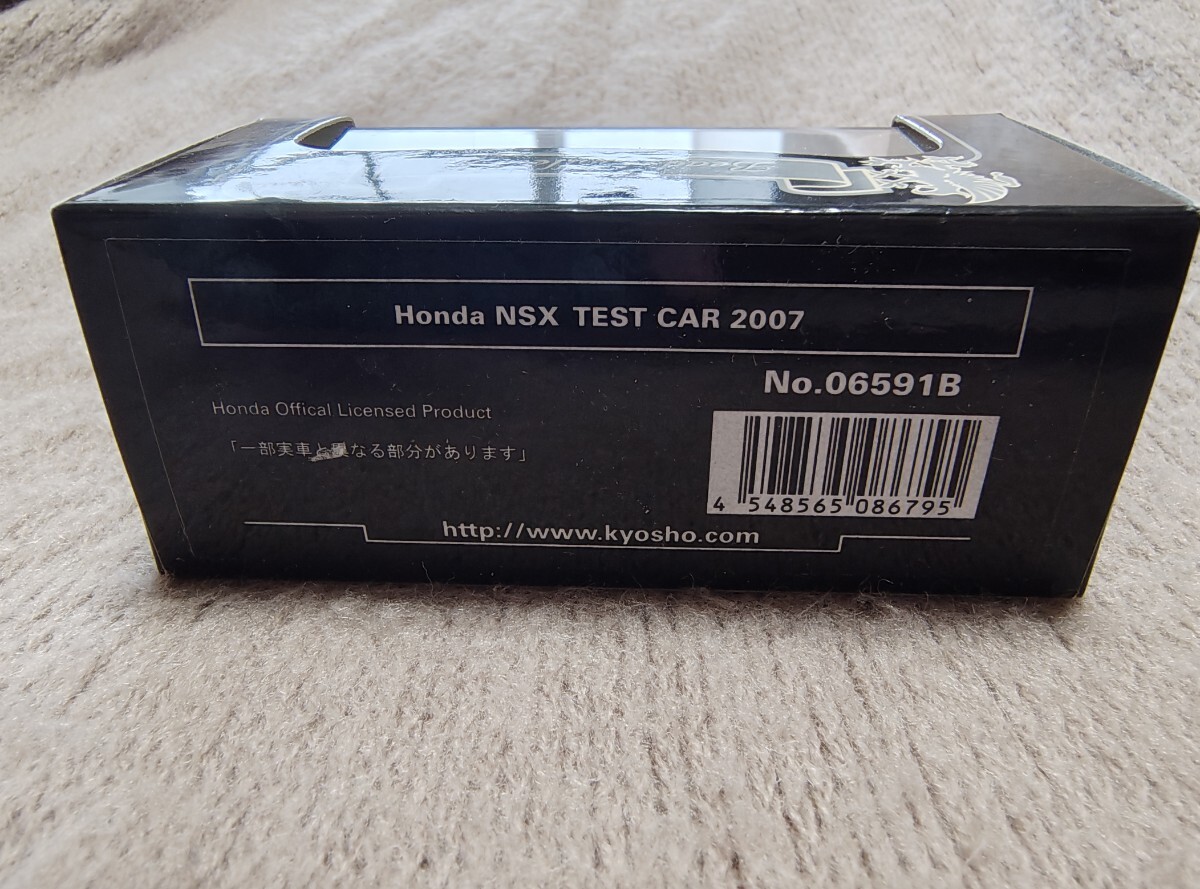 Honda NSX TEST CAR 2007
No.06591B
Honda Offical Licensed Product
「一部実車と異なる部分があります」
4 548565 086795
http://www.kyosho.com